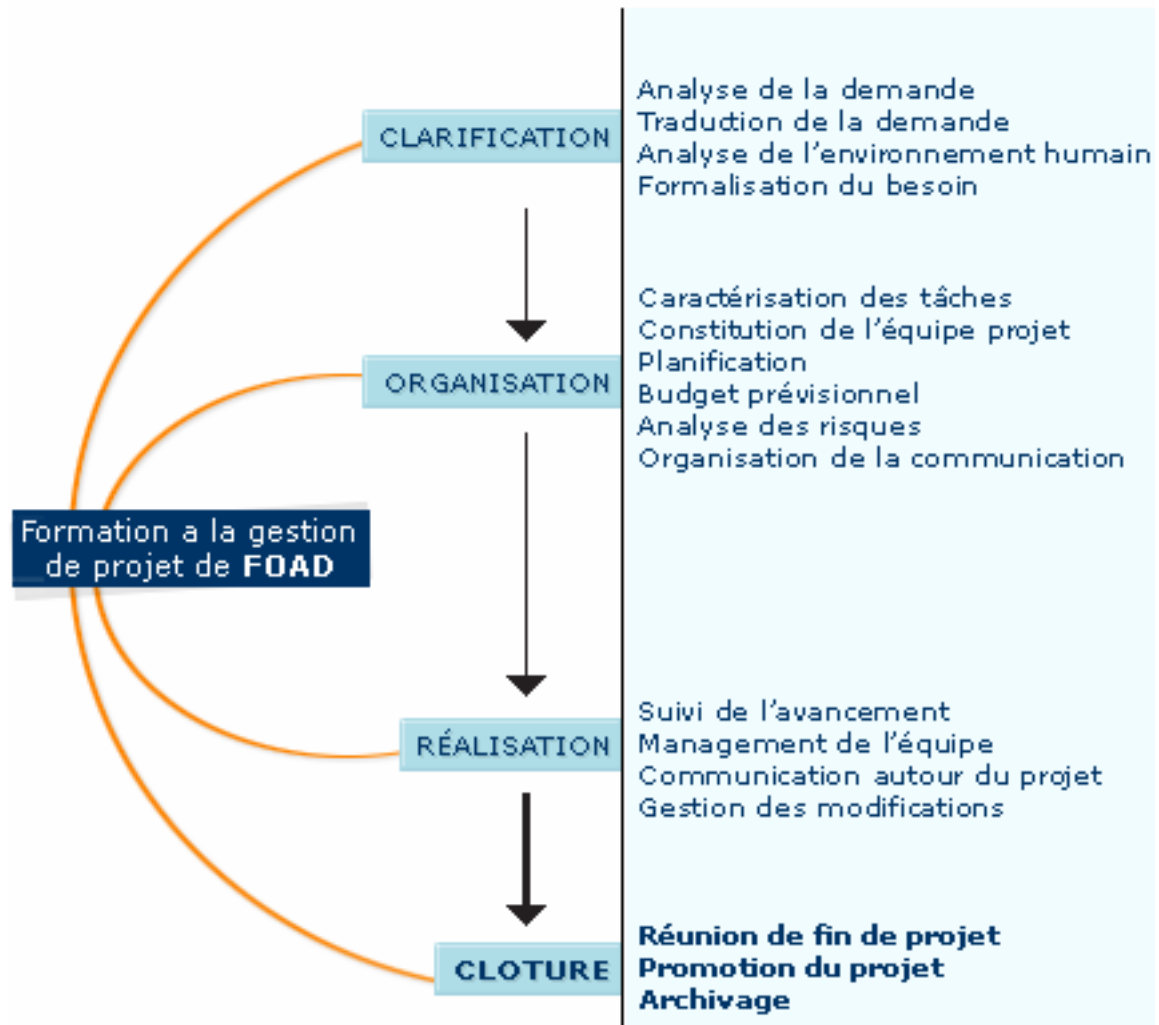 CLARIFICATION
Analyse de la demande
Traduction de la demande
Analyse de l'environnement humain
Formalisation du besoin
ORGANISATION
Caractérisation des tâches
Constitution de l'équipe projet
Planification
Budget prévisionnel
Analyse des risques
Organisation de la communication
Formation a la gestion
de projet de FOAD
RÉALISATION
Suivi de l'avancement
Management de l'équipe
Communication autour du projet
Gestion des modifications
CLOTURE
Réunion de fin de projet
Promotion du projet
Archivage